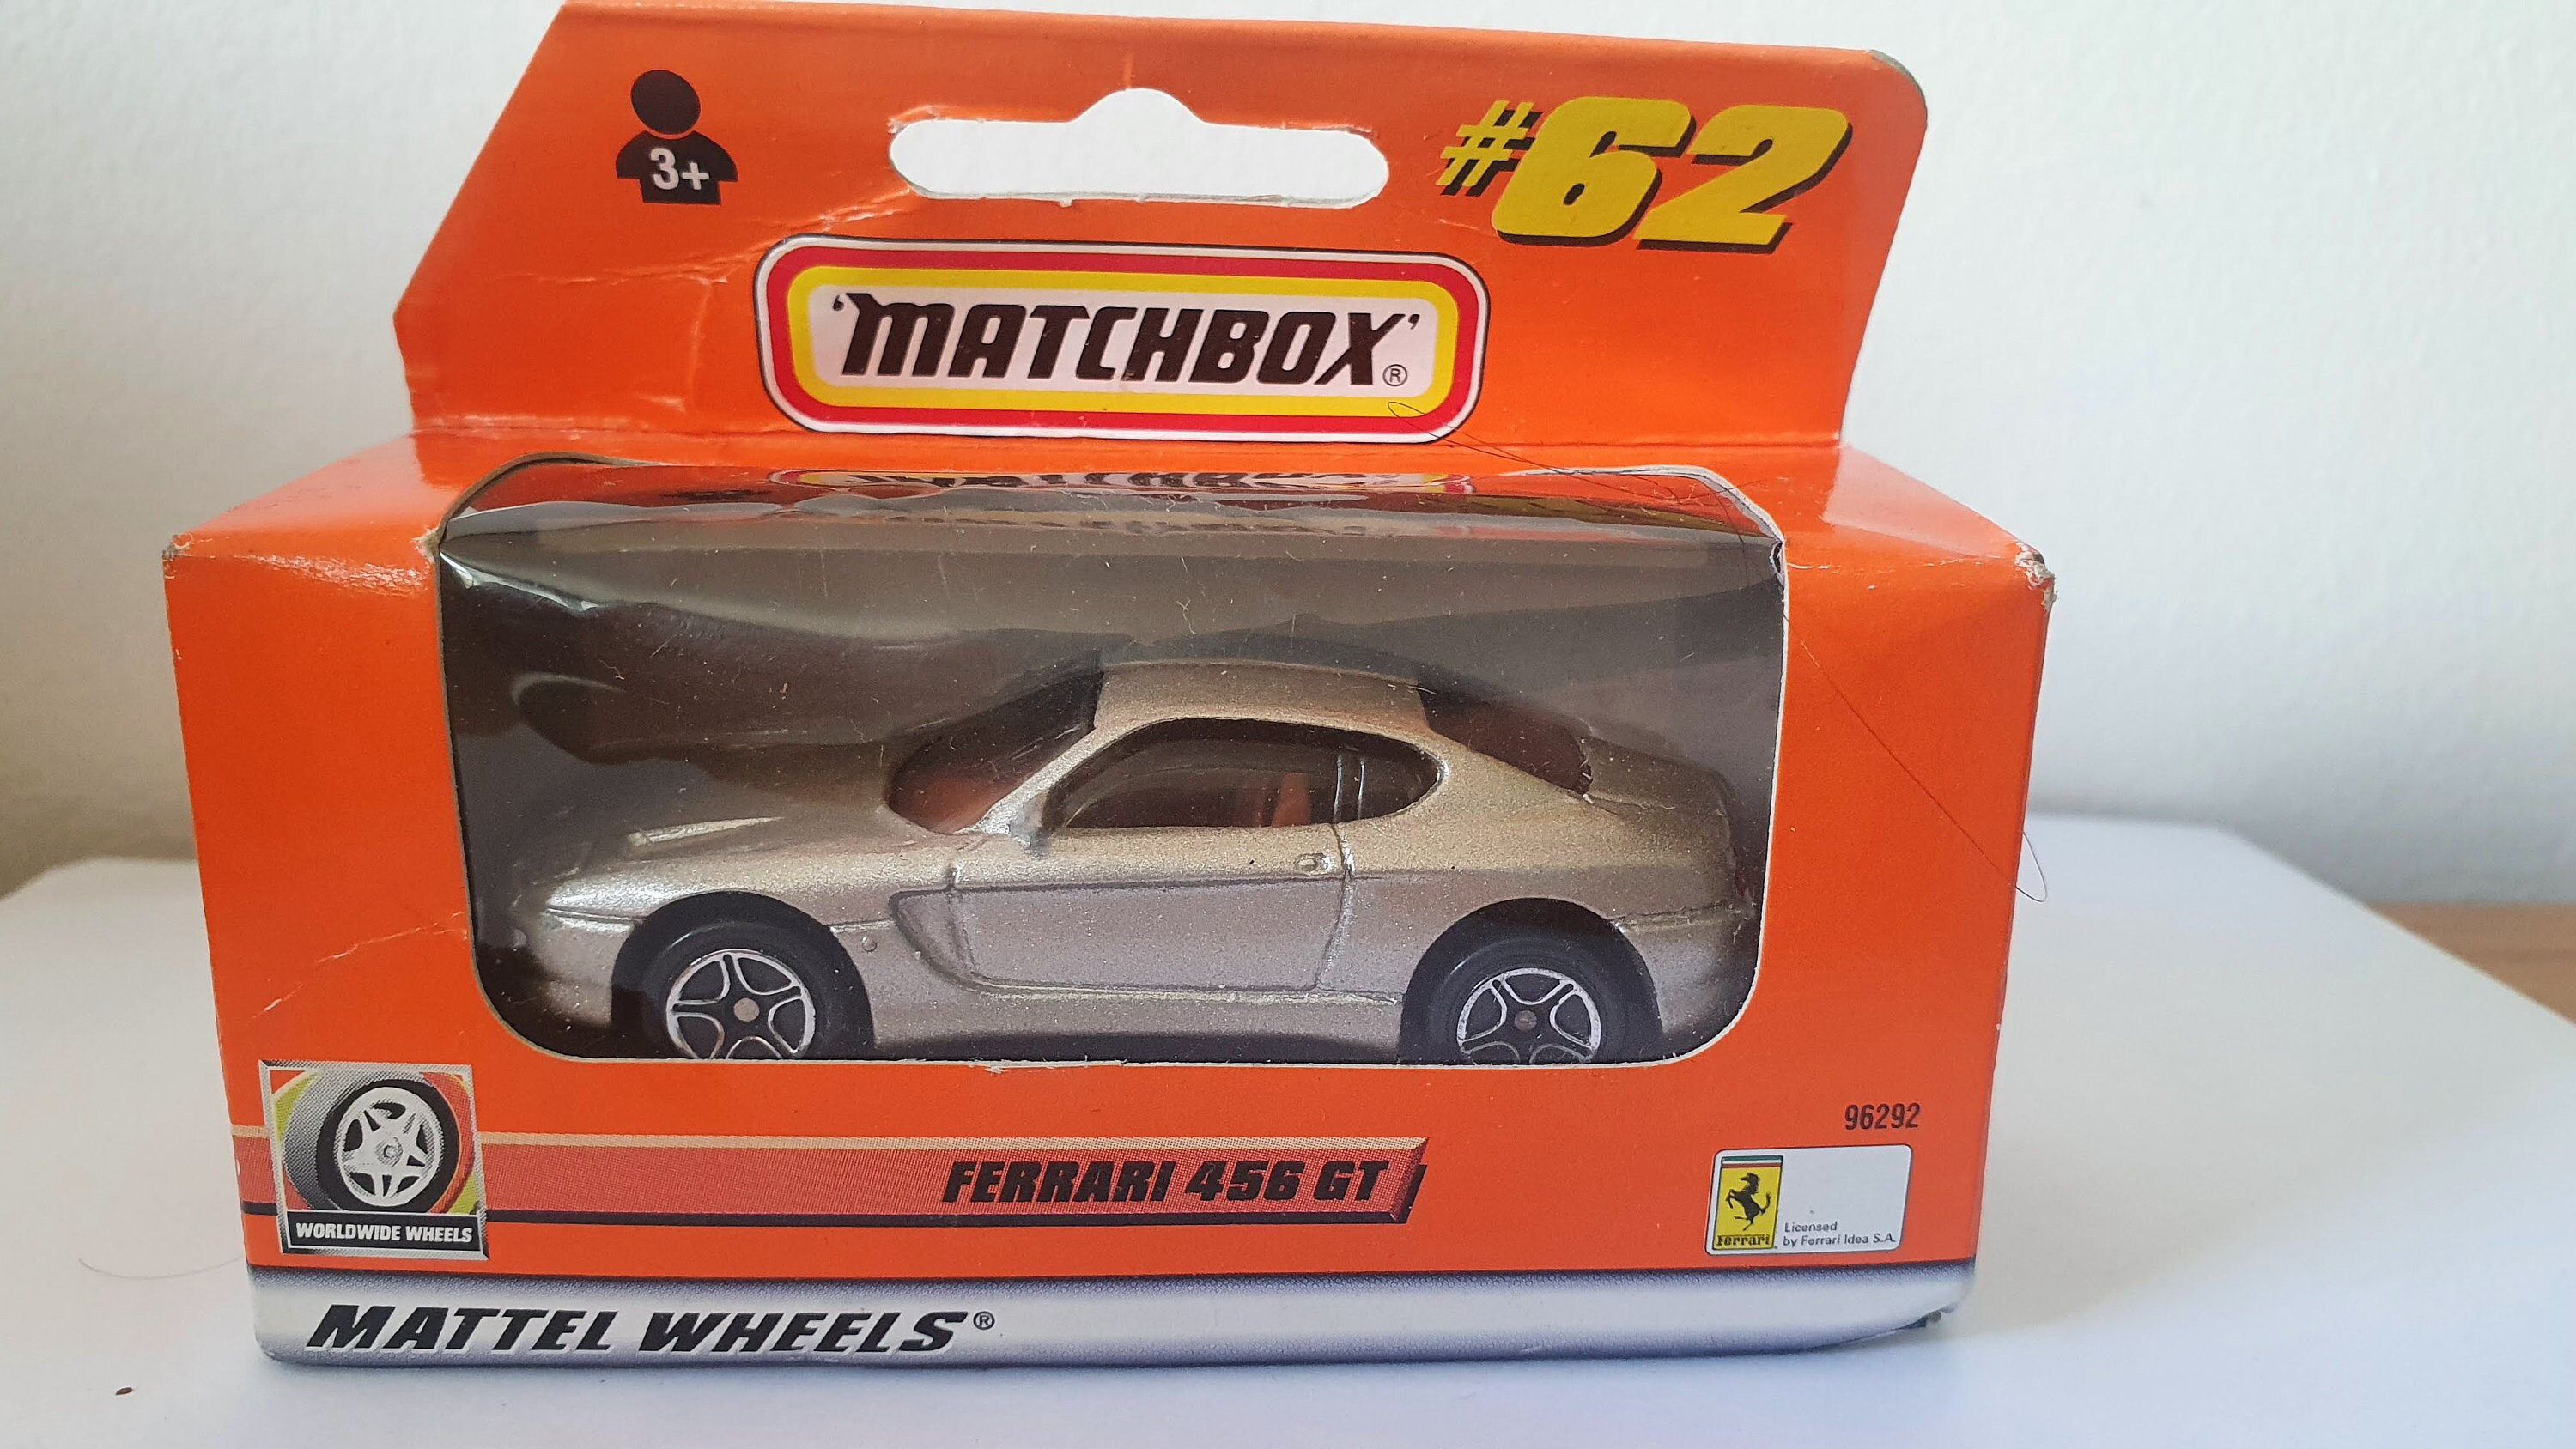 3+
#62
'MATCHBOX'®
96292
FERRARI 456 GT
WORLDWIDE WHEELS
Ferrari
Licensed
by Ferrari Idea S.A.
MATTEL WHEELS®